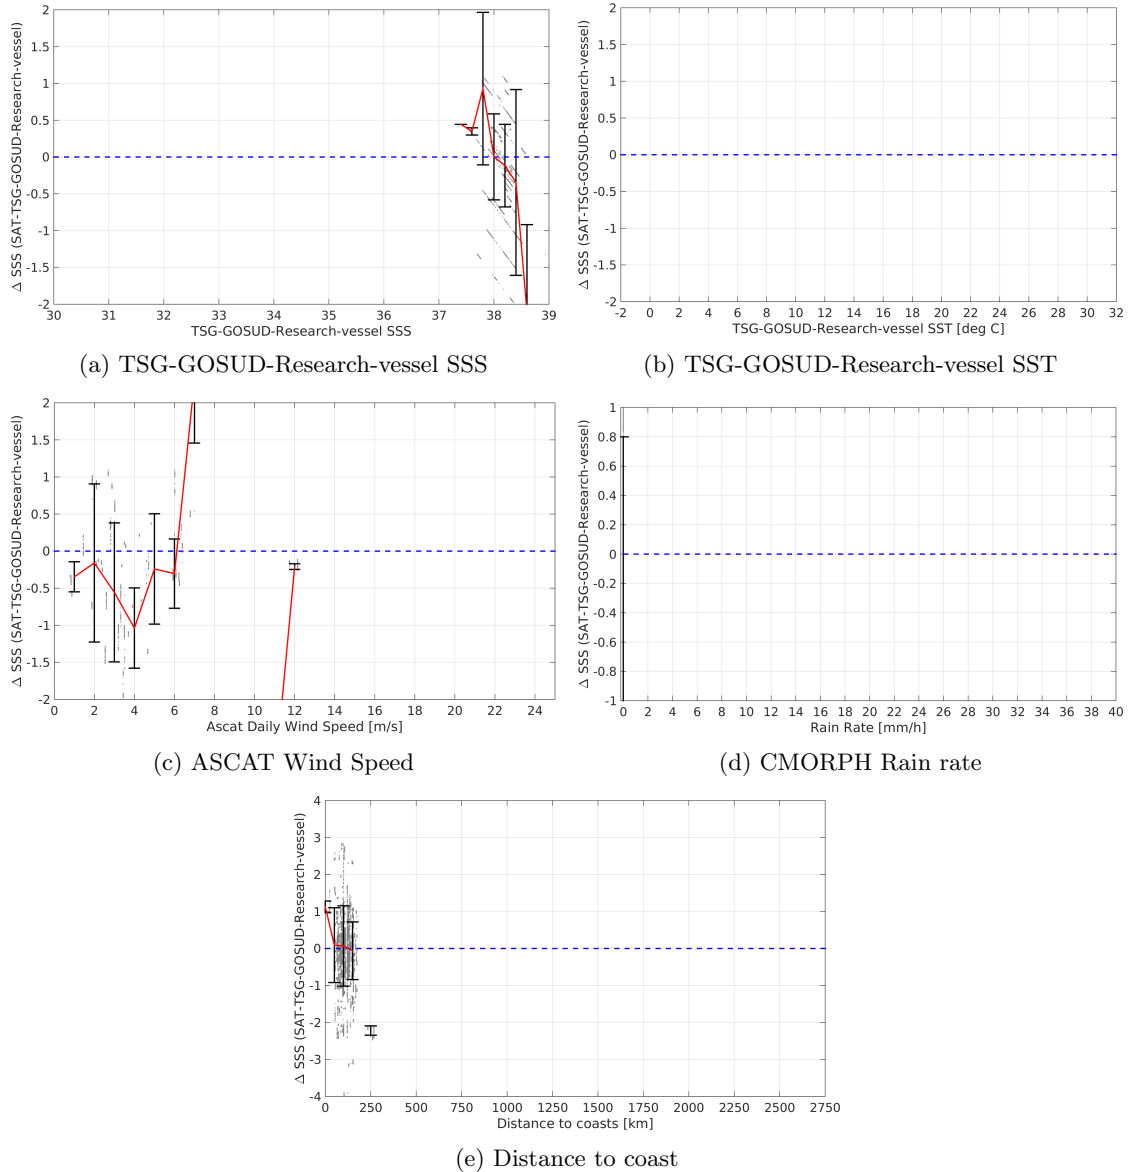 2
1.5
1
0.5
0
-0.5
-1
-1.5
-2
Δ SSS (SAT-TSG-GOSUD-Research-vessel)
30 31 32 33 34 35 36 37 38 39
TSG-GOSUD-Research-vessel SSS
(a) TSG-GOSUD-Research-vessel SSS
2
1.5
1
0.5
0
-0.5
-1
-1.5
-2
Δ SSS (SAT-TSG-GOSUD-Research-vessel)
-2 0 2 4 6 8 10 12 14 16 18 20 22 24 26 28 30 32
TSG-GOSUD-Research-vessel SST [deg C]
(b) TSG-GOSUD-Research-vessel SST
2
1.5
1
0.5
0
-0.5
-1
-1.5
-2
Δ SSS (SAT-TSG-GOSUD-Research-vessel)
0 2 4 6 8 10 12 14 16 18 20 22 24
Ascat Daily Wind Speed [m/s]
(c) ASCAT Wind Speed
1
0.8
0.6
0.4
0.2
0
-0.2
-0.4
-0.6
-0.8
-1
Δ SSS (SAT-TSG-GOSUD-Research-vessel)
0 2 4 6 8 10 12 14 16 18 20 22 24 26 28 30 32 34 36 38 40
Rain Rate [mm/h]
(d) CMORPH Rain rate
4
3
2
1
0
-1
-2
-3
-4
Δ SSS (SAT-TSG-GOSUD-Research-vessel)
0 250 500 750 1000 1250 1500 1750 2000 2250 2500 2750
Distance to coasts [km]
(e) Distance to coast